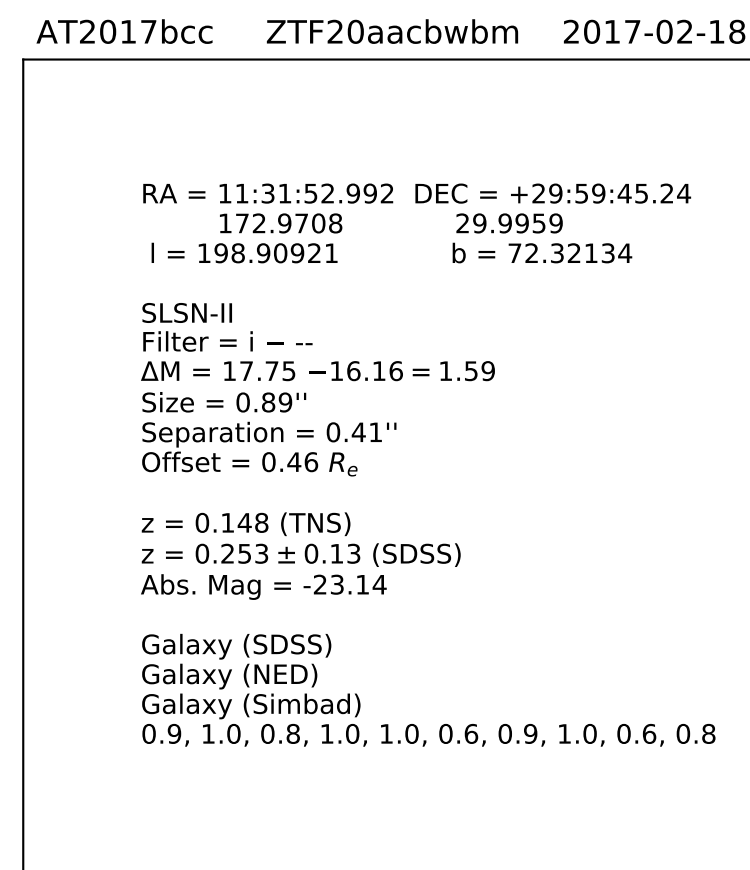 AT2017bcc ZTF20aacbwbm 2017-02-18
RA = 11:31:52.992 DEC = +29:59:45.24
172.9708 29.9959
l = 198.90921 b = 72.32134
SLSN-II
Filter = i − --
ΔM = 17.75 −16.16 = 1.59
Size = 0.89''
Separation = 0.41''
Offset = 0.46 Rₑ
z = 0.148 (TNS)
z = 0.253 ± 0.13 (SDSS)
Abs. Mag = -23.14
Galaxy (SDSS)
Galaxy (NED)
Galaxy (Simbad)
0.9, 1.0, 0.8, 1.0, 1.0, 0.6, 0.9, 1.0, 0.6, 0.8